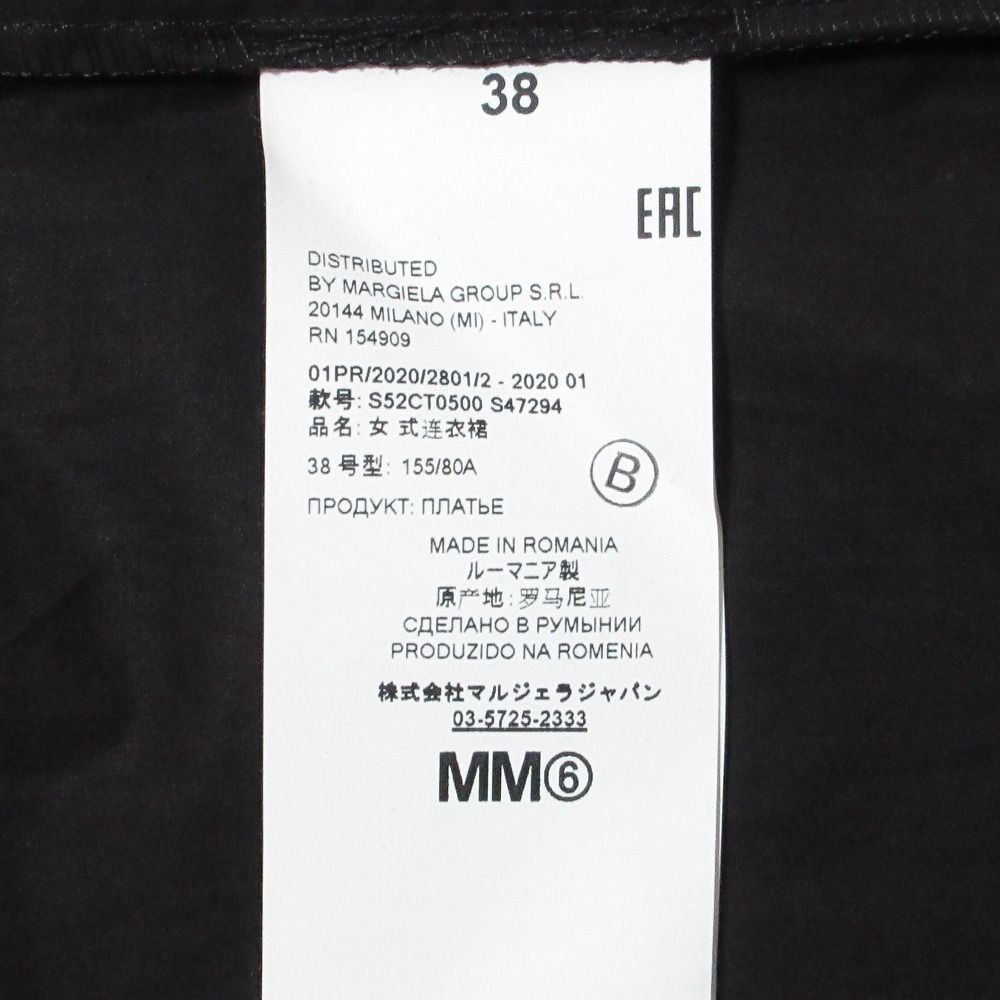 38
EAC
DISTRIBUTED
BY MARGIELA GROUP S.R.L.
20144 MILANO (MI) - ITALY
RN 154909
01PR/2020/2801/2 - 2020 01
款号: S52CT0500 S47294
品名: 女 式连衣裙
38 号型: 155/80A
B
ПРОДУКТ: ПЛАТЬЕ
MADE IN ROMANIA
ルーマニア製
原产地: 罗马尼亚
СДЕЛАНО В РУМЫНИИ
PRODUZIDO NA ROMENIA
株式会社マルジェラジャパン
03-5725-2333
MM⑥